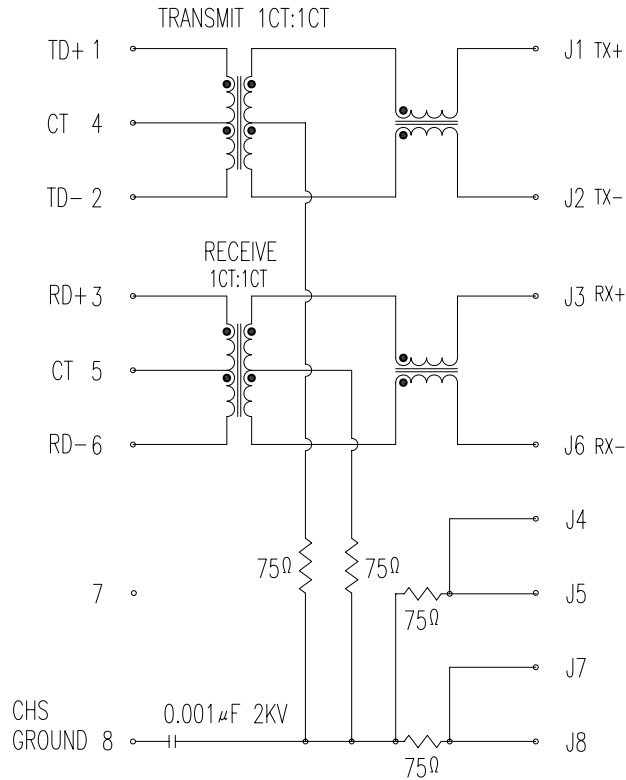 TRANSMIT 1CT:1CT
TD+ 1
J1 TX+
CT 4
TD- 2
J2 TX-
RECEIVE
1CT:1CT
RD+3
J3 RX+
CT 5
RD-6
J6 RX-
J4
75Ω
75Ω
7
J5
75Ω
J7
CHS
GROUND 8
0.001μF 2KV
J8
75Ω